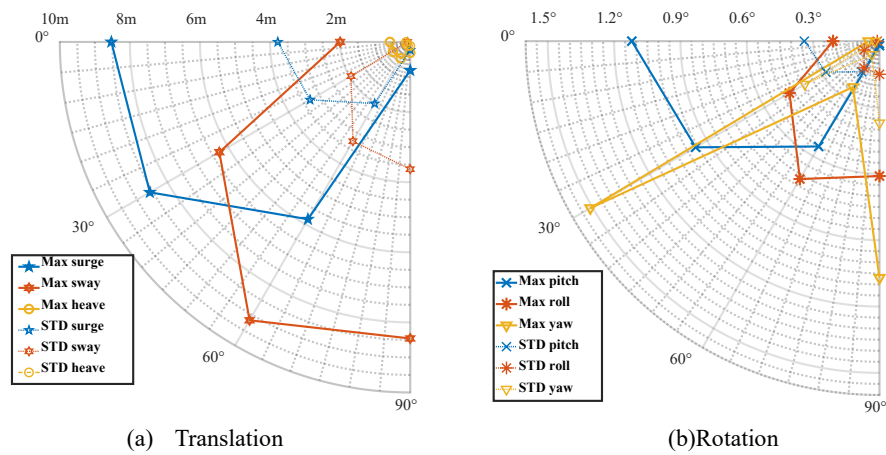 10m 8m 6m 4m 2m
0°
30°
60°
90°
Max surge
Max sway
Max heave
STD surge
STD sway
STD heave
(a) Translation
1.5° 1.2° 0.9° 0.6° 0.3°
0°
30°
60°
90°
Max pitch
Max roll
Max yaw
STD pitch
STD roll
STD yaw
(b)Rotation